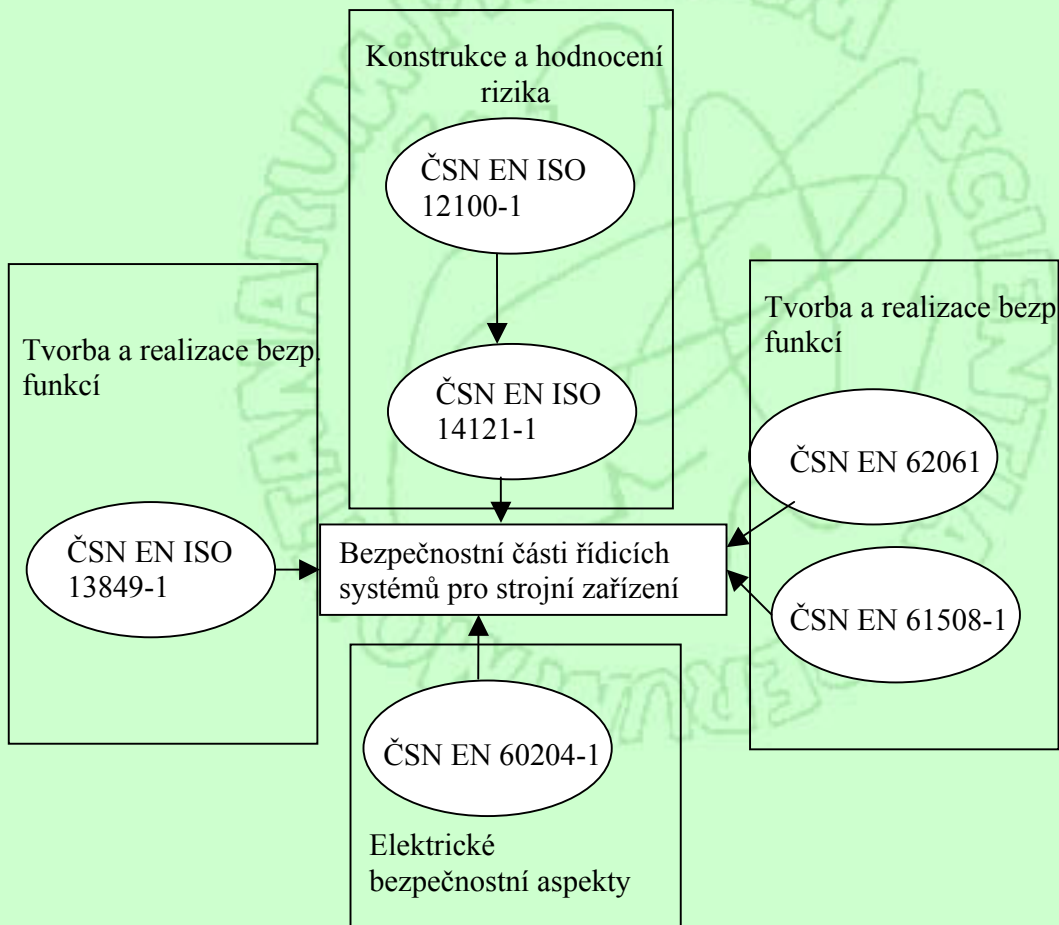 Konstrukce a hodnocení
rizika
ČSN EN ISO
12100-1
ČSN EN ISO
14121-1
Tvorba a realizace bezp.
funkcí
ČSN EN ISO
13849-1
Bezpečnostní části řídicích
systémů pro strojní zařízení
Tvorba a realizace bezp
funkcí
ČSN EN 62061
ČSN EN 61508-1
ČSN EN 60204-1
Elektrické
bezpečnostní aspekty